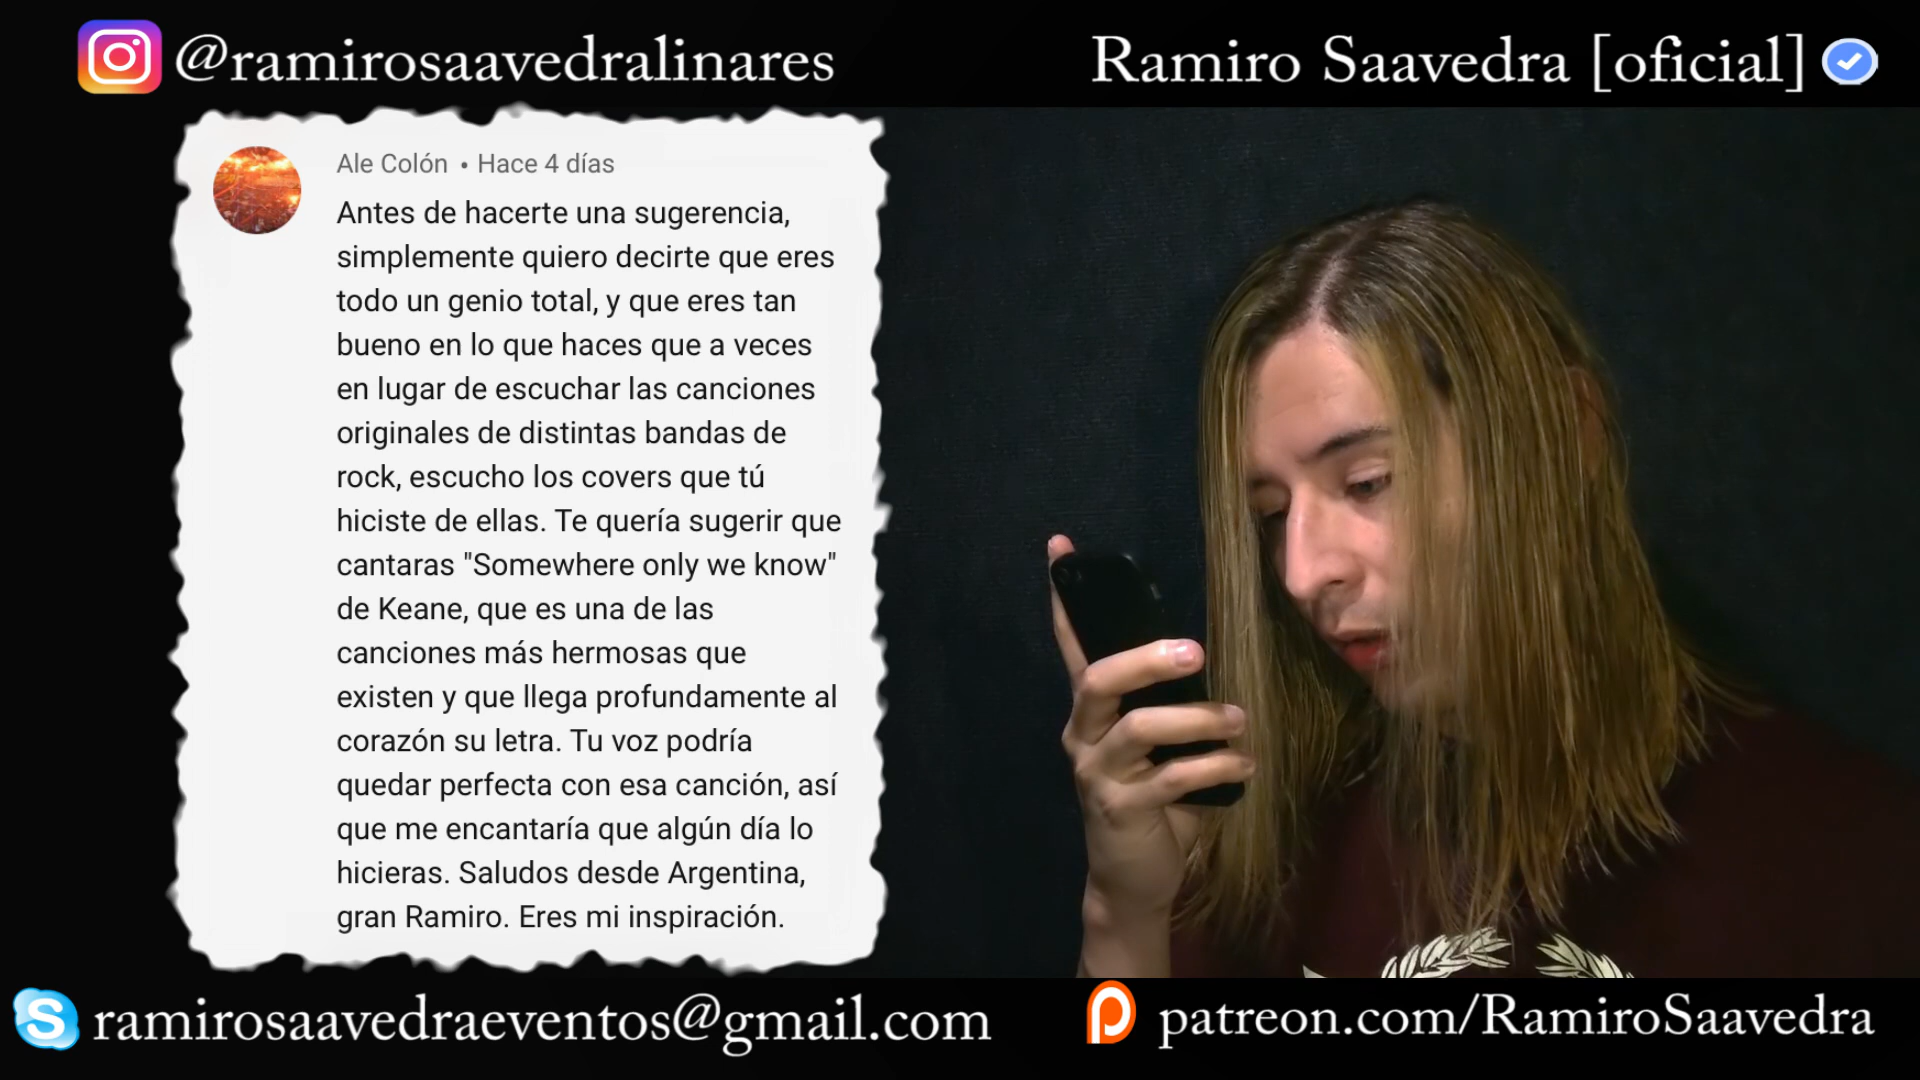 @ramirosaavedralinares
Ramiro Saavedra [oficial]
Ale Colón • Hace 4 días
Antes de hacerte una sugerencia,
simplemente quiero decirte que eres
todo un genio total, y que eres tan
bueno en lo que haces que a veces
en lugar de escuchar las canciones
originales de distintas bandas de
rock, escucho los covers que tú
hiciste de ellas. Te quería sugerir que
cantaras "Somewhere only we know"
de Keane, que es una de las
canciones más hermosas que
existen y que llega profundamente al
corazón su letra. Tu voz podría
quedar perfecta con esa canción, así
que me encantaría que algún día lo
hicieras. Saludos desde Argentina,
gran Ramiro. Eres mi inspiración.
ramirosaavedraeventos@gmail.com
patreon.com/RamiroSaavedra